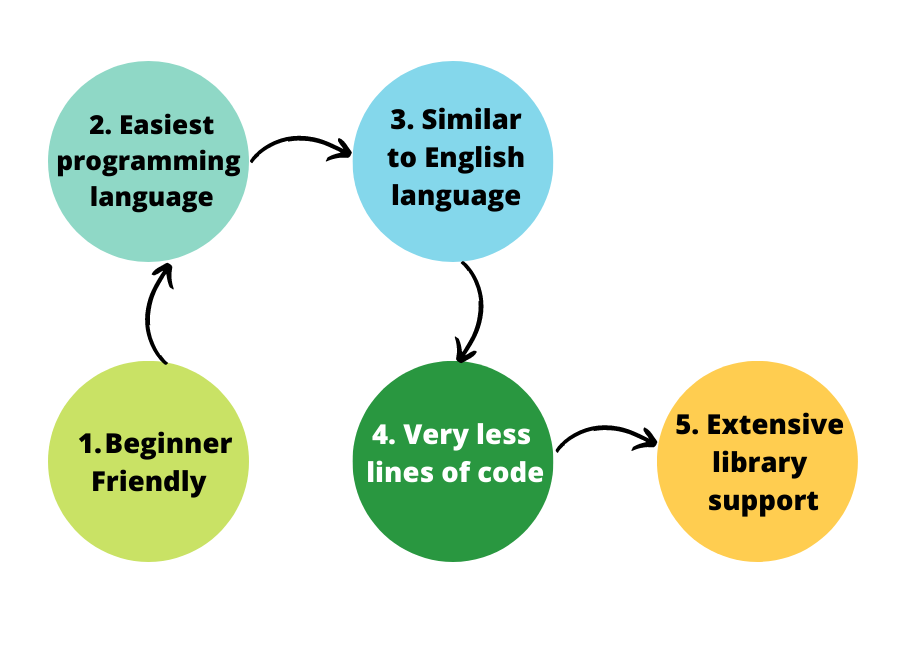 1. Beginner
Friendly
2. Easiest
programming
language
3. Similar
to English
language
4. Very less
lines of code
5. Extensive
library
support